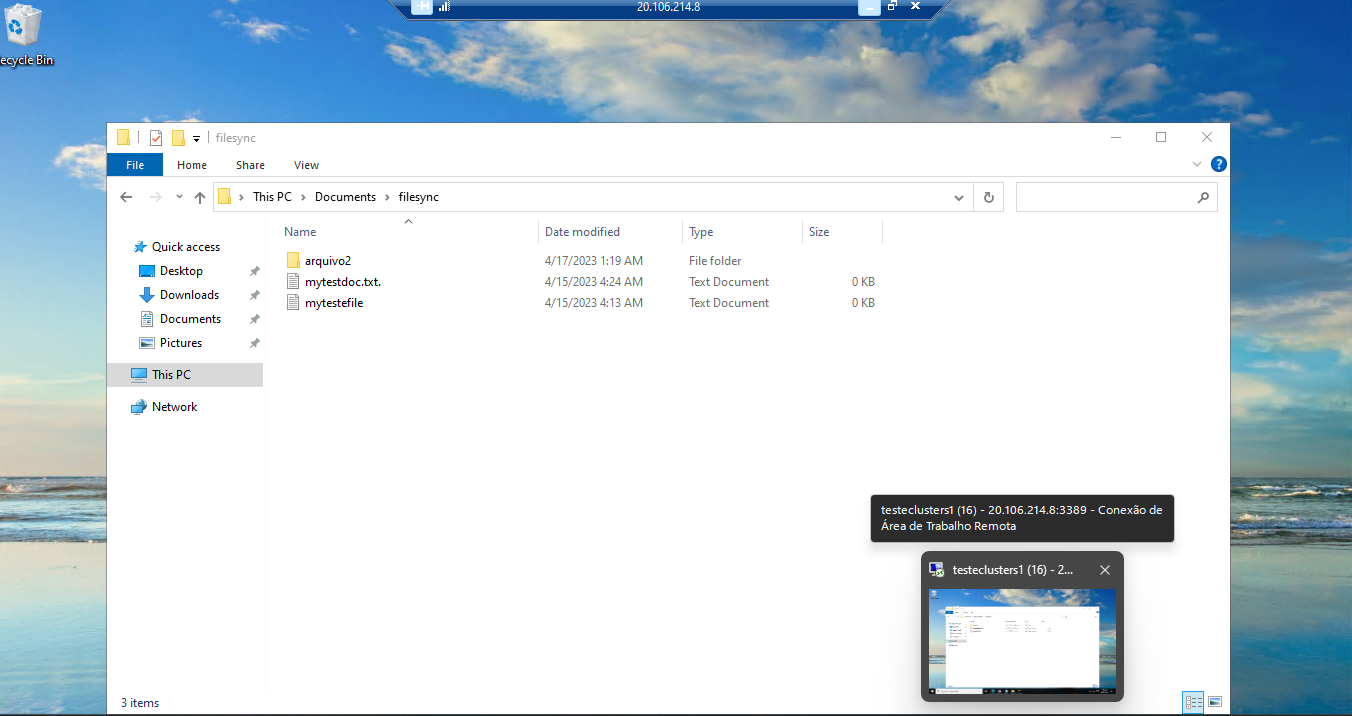 20.106.214.8
ecycle Bin
filesync
File Home Share View
This PC Documents filesync
Name Date modified Type Size
Quick access
Desktop
Downloads
Documents
Pictures
This PC
Network
arquivo2 4/17/2023 1:19 AM File folder
mytestdoc.txt. 4/15/2023 4:24 AM Text Document 0 KB
mytestefile 4/15/2023 4:13 AM Text Document 0 KB
testeclusters1 (16) - 20.106.214.8:3389 - Conexão de
Área de Trabalho Remota
testeclusters1 (16) - 2...
3 items